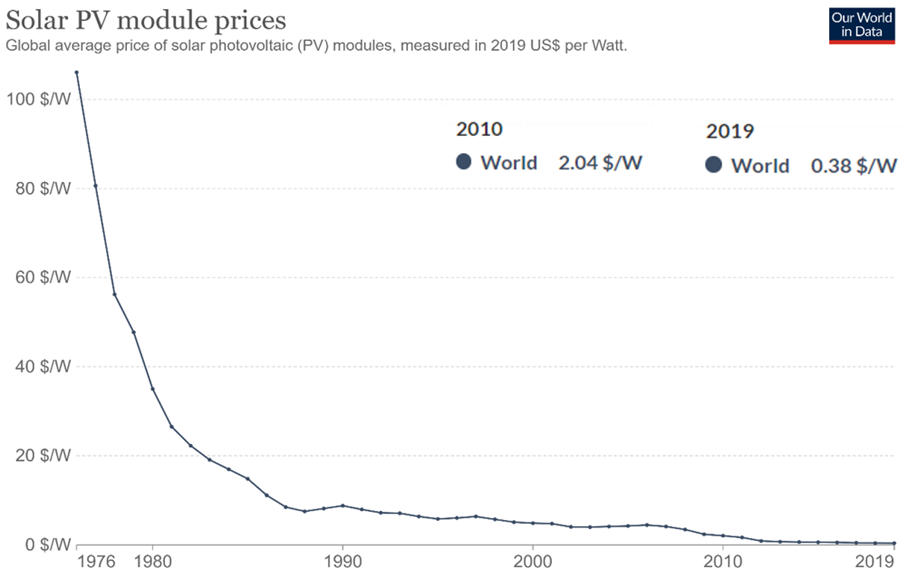 Solar PV module prices
Our World
in Data
Global average price of solar photovoltaic (PV) modules, measured in 2019 US$ per Watt.
100 $/W
2010
World 2.04 $/W
2019
World 0.38 $/W
80 $/W
60 $/W
40 $/W
20 $/W
0 $/W
1976 1980 1990 2000 2010 2019